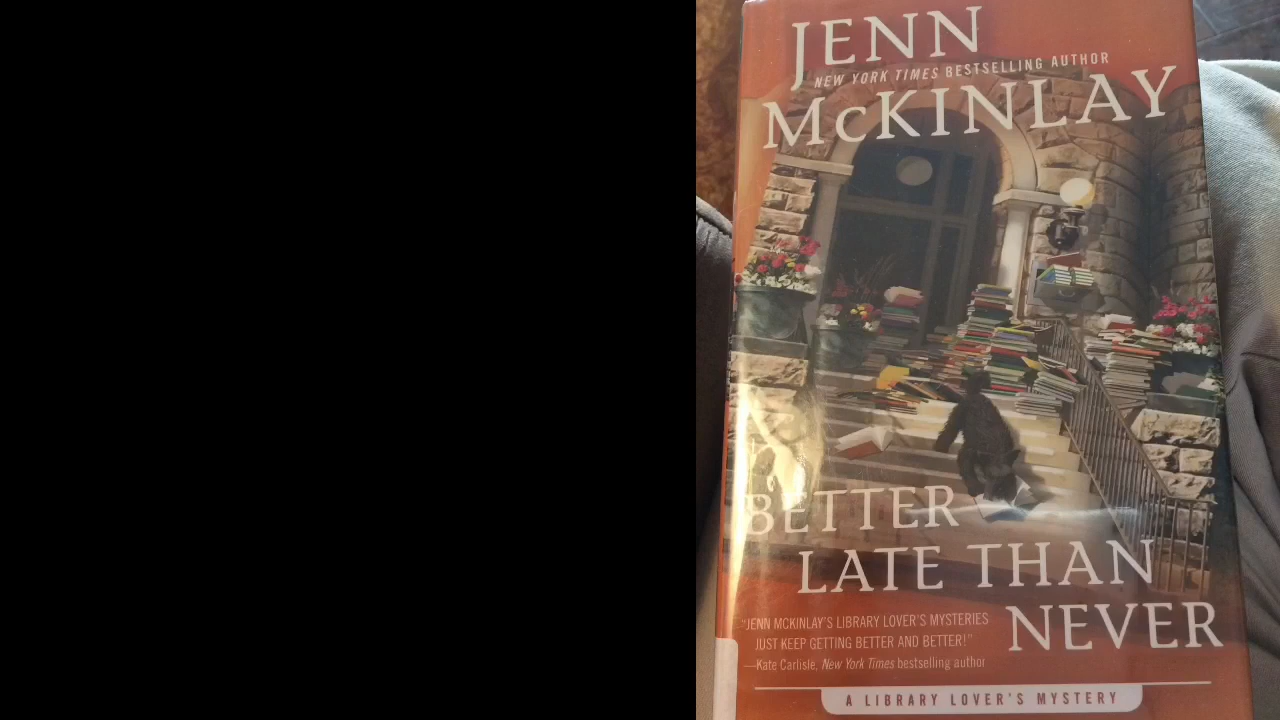 JENN
NEW YORK TIMES BESTSELLING AUTHOR
McKINLAY
BETTER
LATE THAN
NEVER
"JENN MCKINLAY'S LIBRARY LOVER'S MYSTERIES
JUST KEEP GETTING BETTER AND BETTER!"
—Kate Carlisle, New York Times bestselling author
A LIBRARY LOVER'S MYSTERY